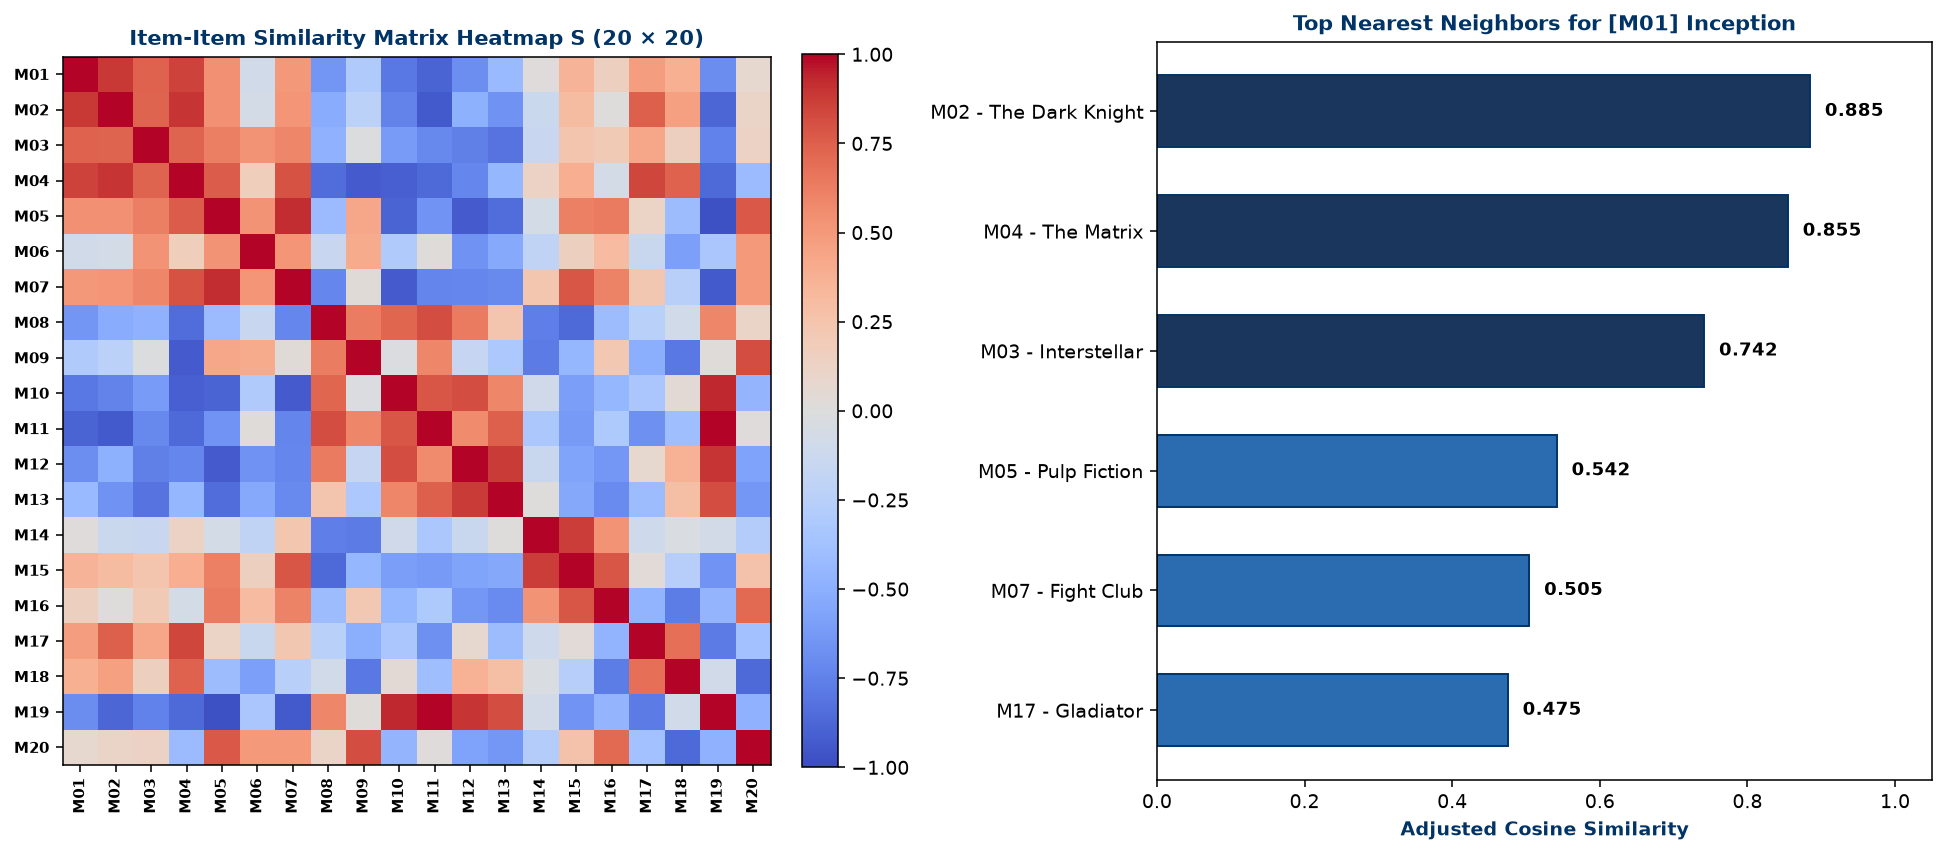 Item-Item Similarity Matrix Heatmap S (20 × 20)
M01
M02
M03
M04
M05
M06
M07
M08
M09
M10
M11
M12
M13
M14
M15
M16
M17
M18
M19
M20
M01 M02 M03 M04 M05 M06 M07 M08 M09 M10 M11 M12 M13 M14 M15 M16 M17 M18 M19 M20
1.00
0.75
0.50
0.25
0.00
−0.25
−0.50
−0.75
−1.00
Top Nearest Neighbors for [M01] Inception
M02 - The Dark Knight 0.885
M04 - The Matrix 0.855
M03 - Interstellar 0.742
M05 - Pulp Fiction 0.542
M07 - Fight Club 0.505
M17 - Gladiator 0.475
0.0 0.2 0.4 0.6 0.8 1.0
Adjusted Cosine Similarity